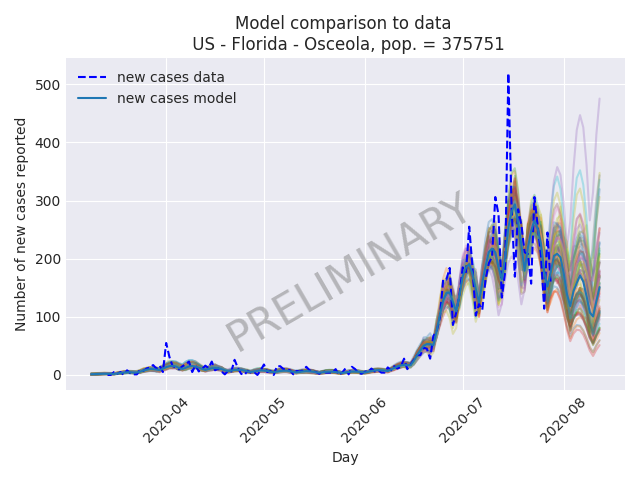 Model comparison to data
US - Florida - Osceola, pop. = 375751
new cases data
new cases model
PRELIMINARY
Number of new cases reported
500
400
300
200
100
0
2020-04
2020-05
2020-06
2020-07
2020-08
Day